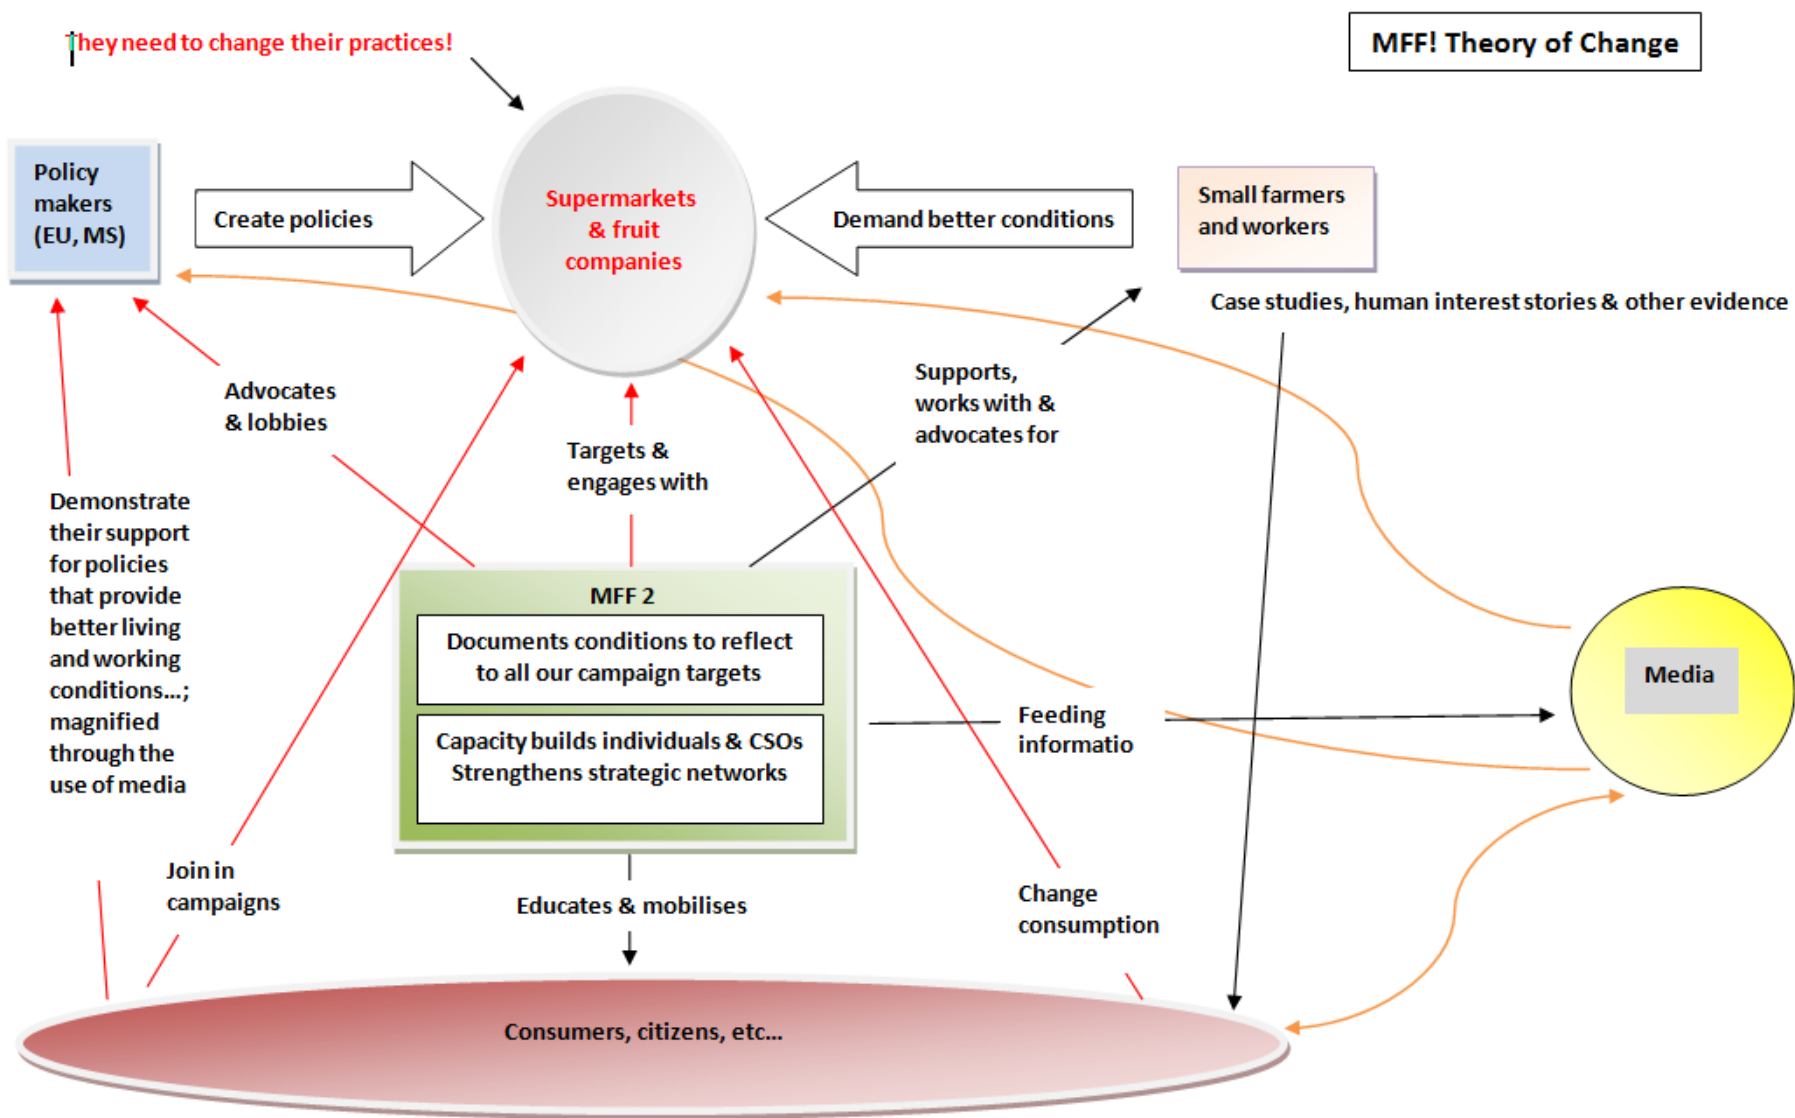 They need to change their practices!
MFF! Theory of Change
Policy
makers
(EU, MS)
Create policies
Supermarkets
& fruit
companies
Demand better conditions
Small farmers
and workers
Case studies, human interest stories & other evidence
Advocates
& lobbies
Targets &
engages with
Supports,
works with &
advocates for
Demonstrate
their support
for policies
that provide
better living
and working
conditions...;
magnified
through the
use of media
MFF 2
Documents conditions to reflect
to all our campaign targets
Capacity builds individuals & CSOs
Strengthens strategic networks
Feeding
informatio
Media
Join in
campaigns
Educates & mobilises
Change
consumption
Consumers, citizens, etc...